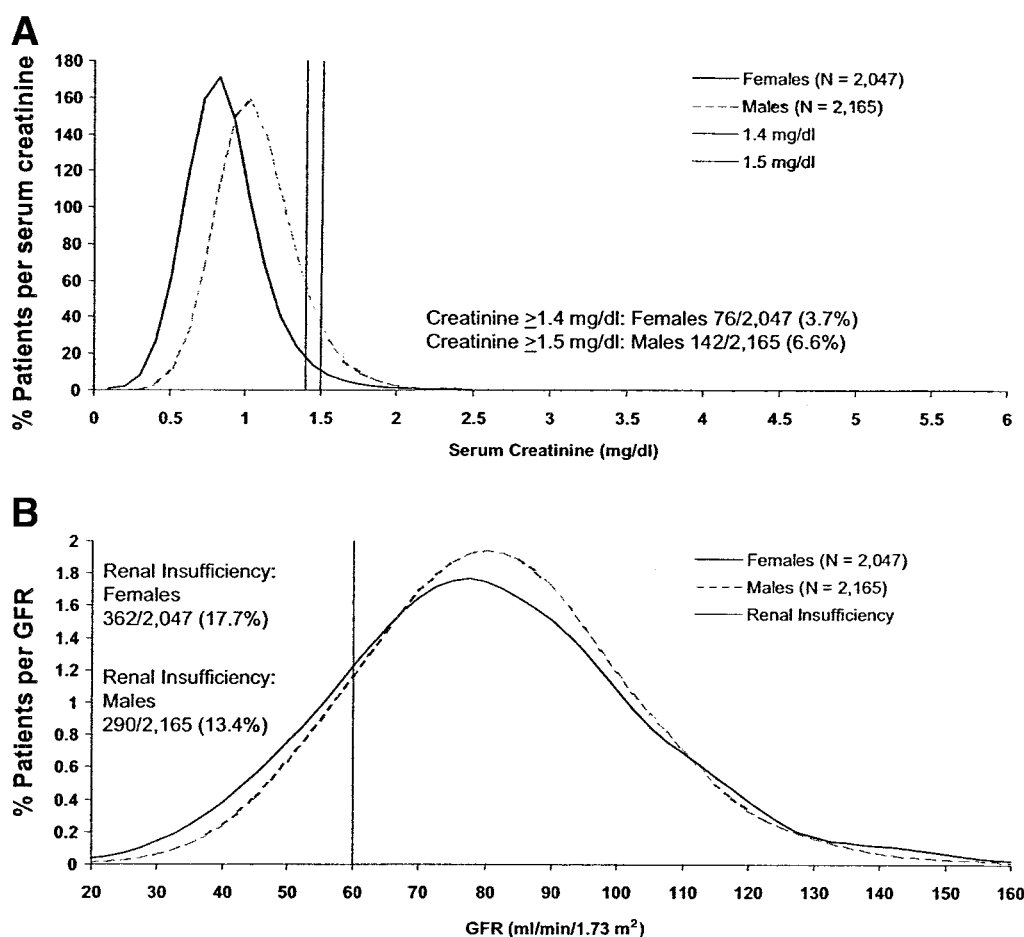 A
% Patients per serum creatinine
180
160
140
120
100
80
60
40
20
0
0 0.5 1 1.5 2 2.5 3 3.5 4 4.5 5 5.5 6
Serum Creatinine (mg/dl)
Females (N = 2,047)
Males (N = 2,165)
1.4 mg/dl
1.5 mg/dl
Creatinine ≥1.4 mg/dl: Females 76/2,047 (3.7%)
Creatinine ≥1.5 mg/dl: Males 142/2,165 (6.6%)
B
% Patients per GFR
2
1.8
1.6
1.4
1.2
1
0.8
0.6
0.4
0.2
0
20 30 40 50 60 70 80 90 100 110 120 130 140 150 160
GFR (ml/min/1.73 m²)
Renal Insufficiency:
Females
362/2,047 (17.7%)
Renal Insufficiency:
Males
290/2,165 (13.4%)
Females (N = 2,047)
Males (N = 2,165)
Renal Insufficiency